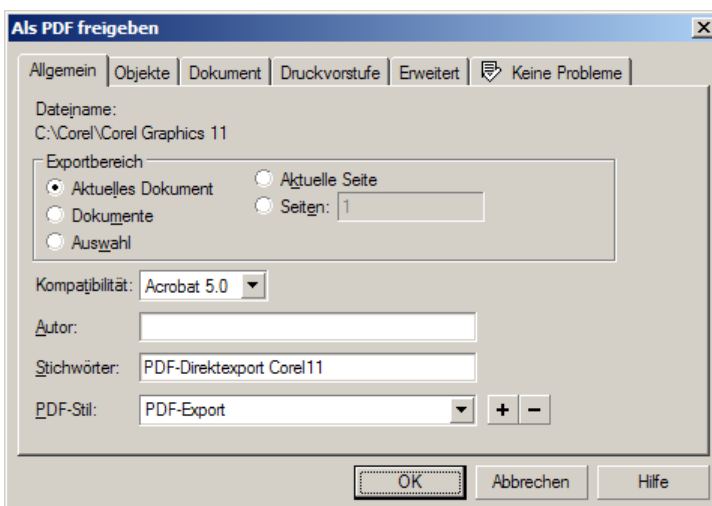 Als PDF freigeben
Allgemein Objekte Dokument Druckvorstufe Erweitert Keine Probleme
Dateiname:
C:\Corel\Corel Graphics 11
Exportbereich
Aktuelles Dokument Aktuelle Seite
Dokumente Seiten: 1
Auswahl
Kompatibilität: Acrobat 5.0
Autor:
Stichwörter: PDF-Direktexport Corel11
PDF-Stil: PDF-Export + −
OK Abbrechen Hilfe